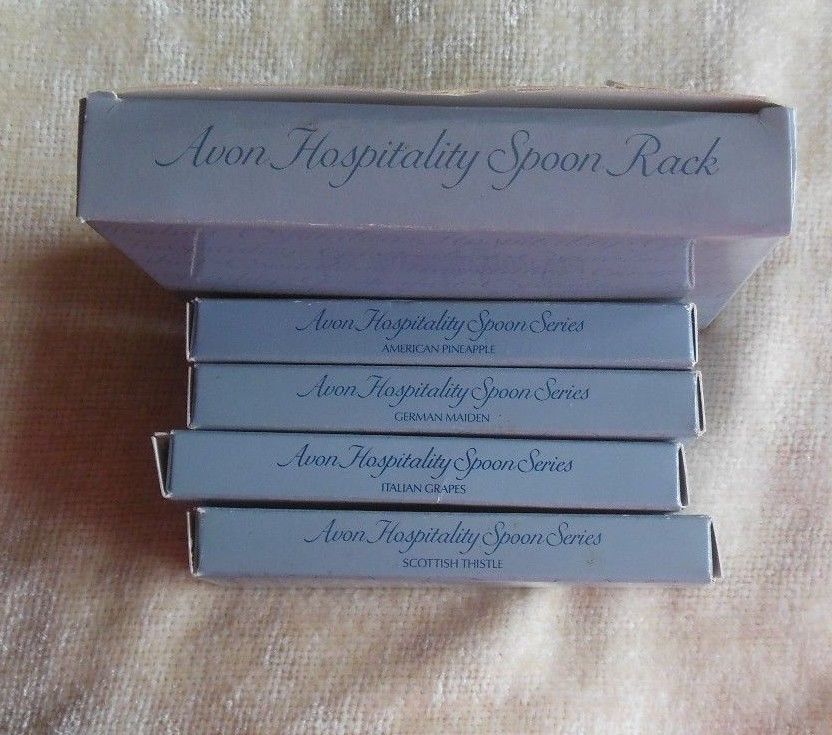 Avon Hospitality Spoon Rack
Avon Hospitality Spoon Series
AMERICAN PINEAPPLE
Avon Hospitality Spoon Series
GERMAN MAIDEN
Avon Hospitality Spoon Series
ITALIAN GRAPES
Avon Hospitality Spoon Series
SCOTTISH THISTLE